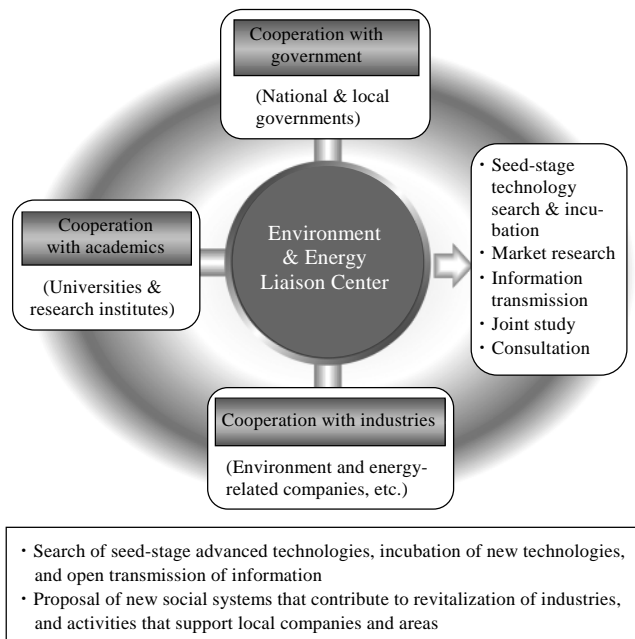 Cooperation with
government
(National & local
governments)
Cooperation
with academics
(Universities &
research institutes)
Environment
& Energy
Liaison Center
・Seed-stage
technology
search & incu-
bation
・Market research
・Information
transmission
・Joint study
・Consultation
Cooperation with industries
(Environment and energy-
related companies, etc.)
・Search of seed-stage advanced technologies, incubation of new technologies,
and open transmission of information
・Proposal of new social systems that contribute to revitalization of industries,
and activities that support local companies and areas